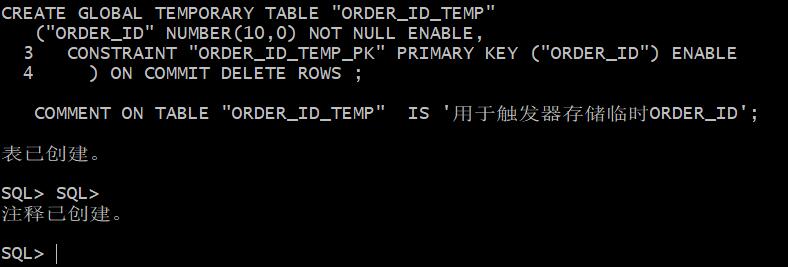 CREATE GLOBAL TEMPORARY TABLE "ORDER_ID_TEMP"
("ORDER_ID" NUMBER(10,0) NOT NULL ENABLE,
3 CONSTRAINT "ORDER_ID_TEMP_PK" PRIMARY KEY ("ORDER_ID") ENABLE
4 ) ON COMMIT DELETE ROWS ;
COMMENT ON TABLE "ORDER_ID_TEMP" IS '用于触发器存储临时ORDER_ID';
表已创建。
SQL> SQL>
注释已创建。
SQL>